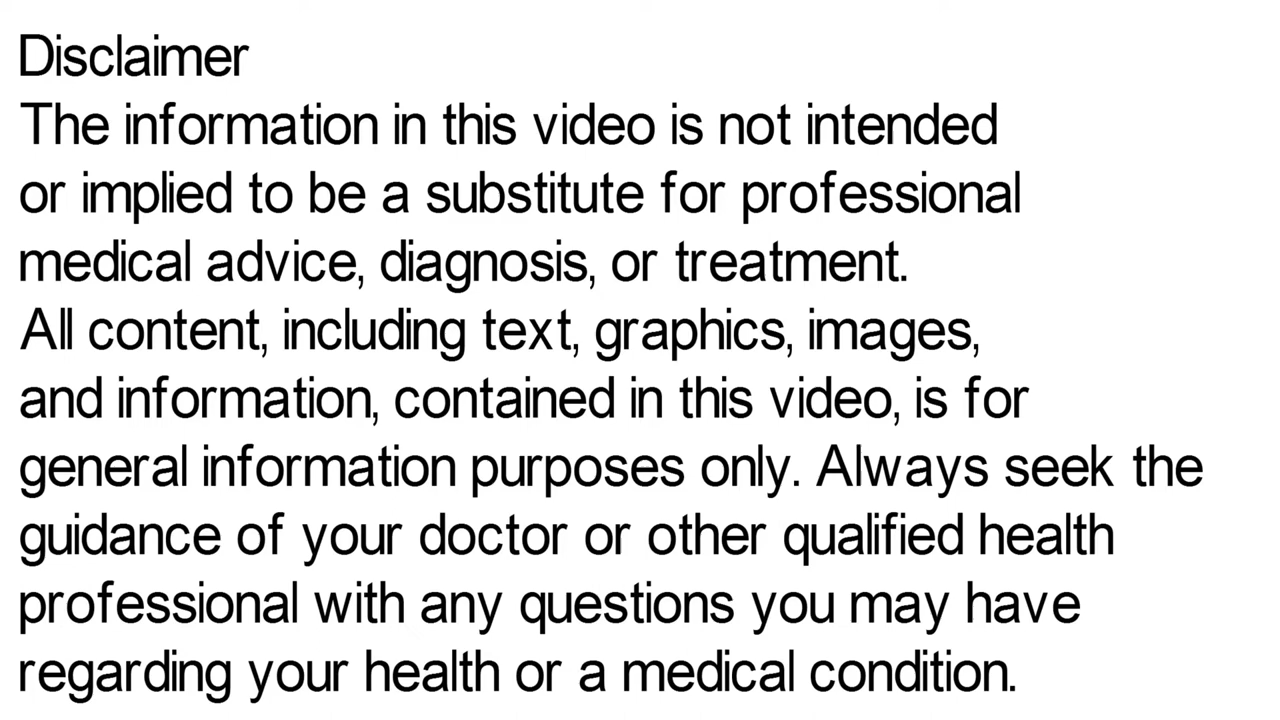 Disclaimer
The information in this video is not intended
or implied to be a substitute for professional
medical advice, diagnosis, or treatment.
All content, including text, graphics, images,
and information, contained in this video, is for
general information purposes only. Always seek the
guidance of your doctor or other qualified health
professional with any questions you may have
regarding your health or a medical condition.